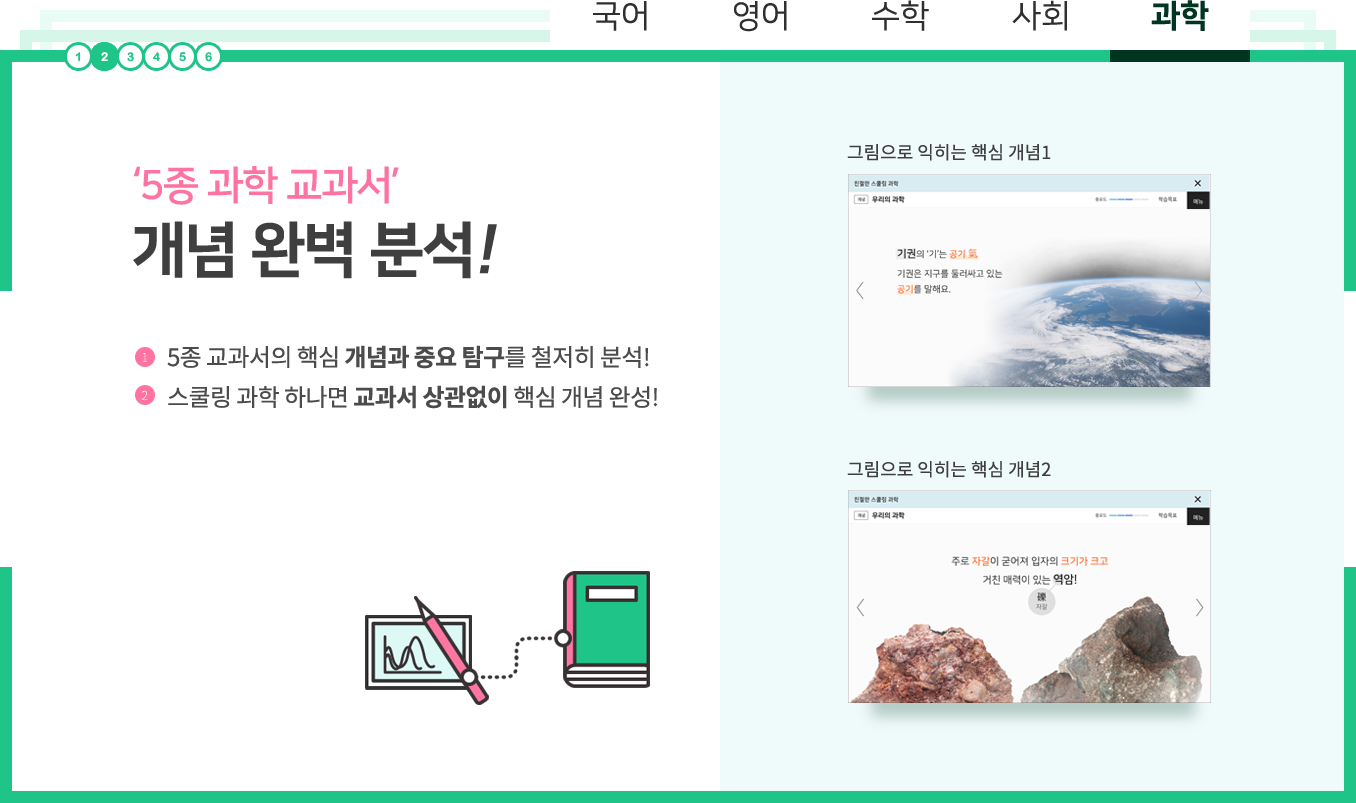 국어 영어 수학 사회 과학
1 2 3 4 5 6
‘5종 과학 교과서’
개념 완벽 분석!
1 5종 교과서의 핵심 개념과 중요 탐구를 철저히 분석!
2 스쿨링 과학 하나면 교과서 상관없이 핵심 개념 완성!
그림으로 익히는 핵심 개념1
친절한 스쿨링 과학
개념 우리의 과학 중요도 학습목표 메뉴
기권의 ‘기’는 공기 氣
기권은 지구를 둘러싸고 있는
공기를 말해요.
그림으로 익히는 핵심 개념2
친절한 스쿨링 과학
개념 우리의 과학 중요도 학습목표 메뉴
주로 자갈이 굳어져 입자의 크기가 크고
거친 매력이 있는 역암!
礫
자갈